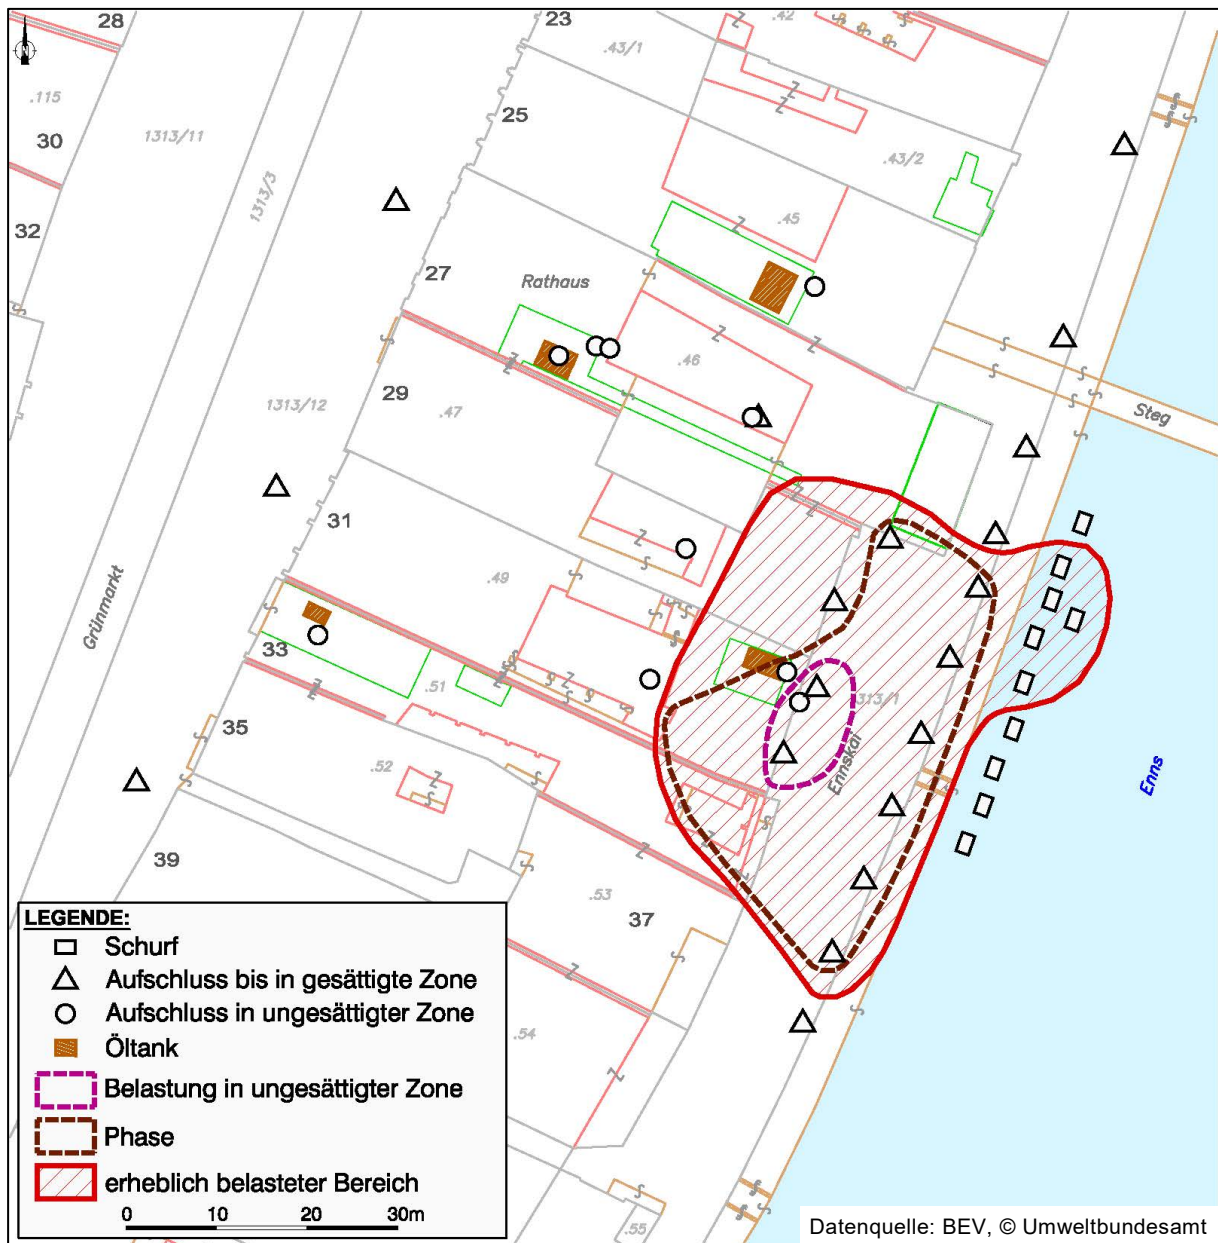 28
23
.42
.43/1
.115
30
1313/11
25
.43/2
1313/3
.45
32
27
Rathaus
.46
29
.47
1313/12
Steg
31
.49
Grünmarkt
33
.51
313/1
35
Ennskai
Enns
.52
39
.53
37
.54
.55
LEGENDE:
Schurf
Aufschluss bis in gesättigte Zone
Aufschluss in ungesättigter Zone
Öltank
Belastung in ungesättigter Zone
Phase
erheblich belasteter Bereich
0 10 20 30m
Datenquelle: BEV, © Umweltbundesamt
N